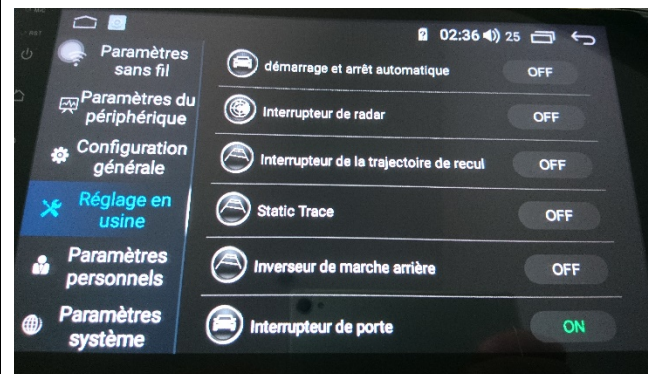 MIC
RST
02:36 25
Paramètres
sans fil
Paramètres du
périphérique
Configuration
générale
Réglage en
usine
Paramètres
personnels
Paramètres
système
démarrage et arrêt automatique OFF
Interrupteur de radar OFF
Interrupteur de la trajectoire de recul OFF
Static Trace OFF
Inverseur de marche arrière OFF
Interrupteur de porte ON